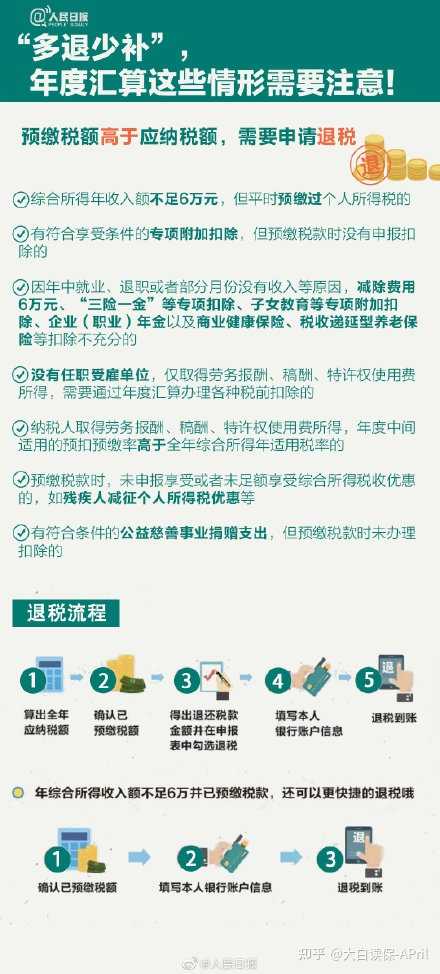 人民日报
PEOPLE'S DAILY
“多退少补”，
年度汇算这些情形需要注意！
预缴税额高于应纳税额，需要申请退税
退
综合所得年收入额不足6万元，但平时预缴过个人所得税的
有符合享受条件的专项附加扣除，但预缴税款时没有申报扣
除的
因年中就业、退职或者部分月份没有收入等原因，减除费用
6万元、“三险一金”等专项扣除、子女教育等专项附加扣
除、企业（职业）年金以及商业健康保险、税收递延型养老保
险等扣除不充分的
没有任职受雇单位，仅取得劳务报酬、稿酬、特许权使用费
所得，需要通过年度汇算办理各种税前扣除的
纳税人取得劳务报酬、稿酬、特许权使用费所得，年度中间
适用的预扣预缴率高于全年综合所得年适用税率的
预缴税款时，未申报享受或者未足额享受综合所得税收优惠
的，如残疾人减征个人所得税优惠等
有符合条件的公益慈善事业捐赠支出，但预缴税款时未办理
扣除的
退税流程
1
2
3
4
5
退
算出全年
应纳税额
确认已
预缴税额
得出退还税款
金额并在申报
表中勾选退税
填写本人
银行账户信息
退税到账
年综合所得收入额不足6万并已预缴税款，还可以更快捷的退税哦
1
2
3
退
确认已预缴税额
填写本人银行账户信息
退税到账
@人民日报
知乎 @大白读保-APril